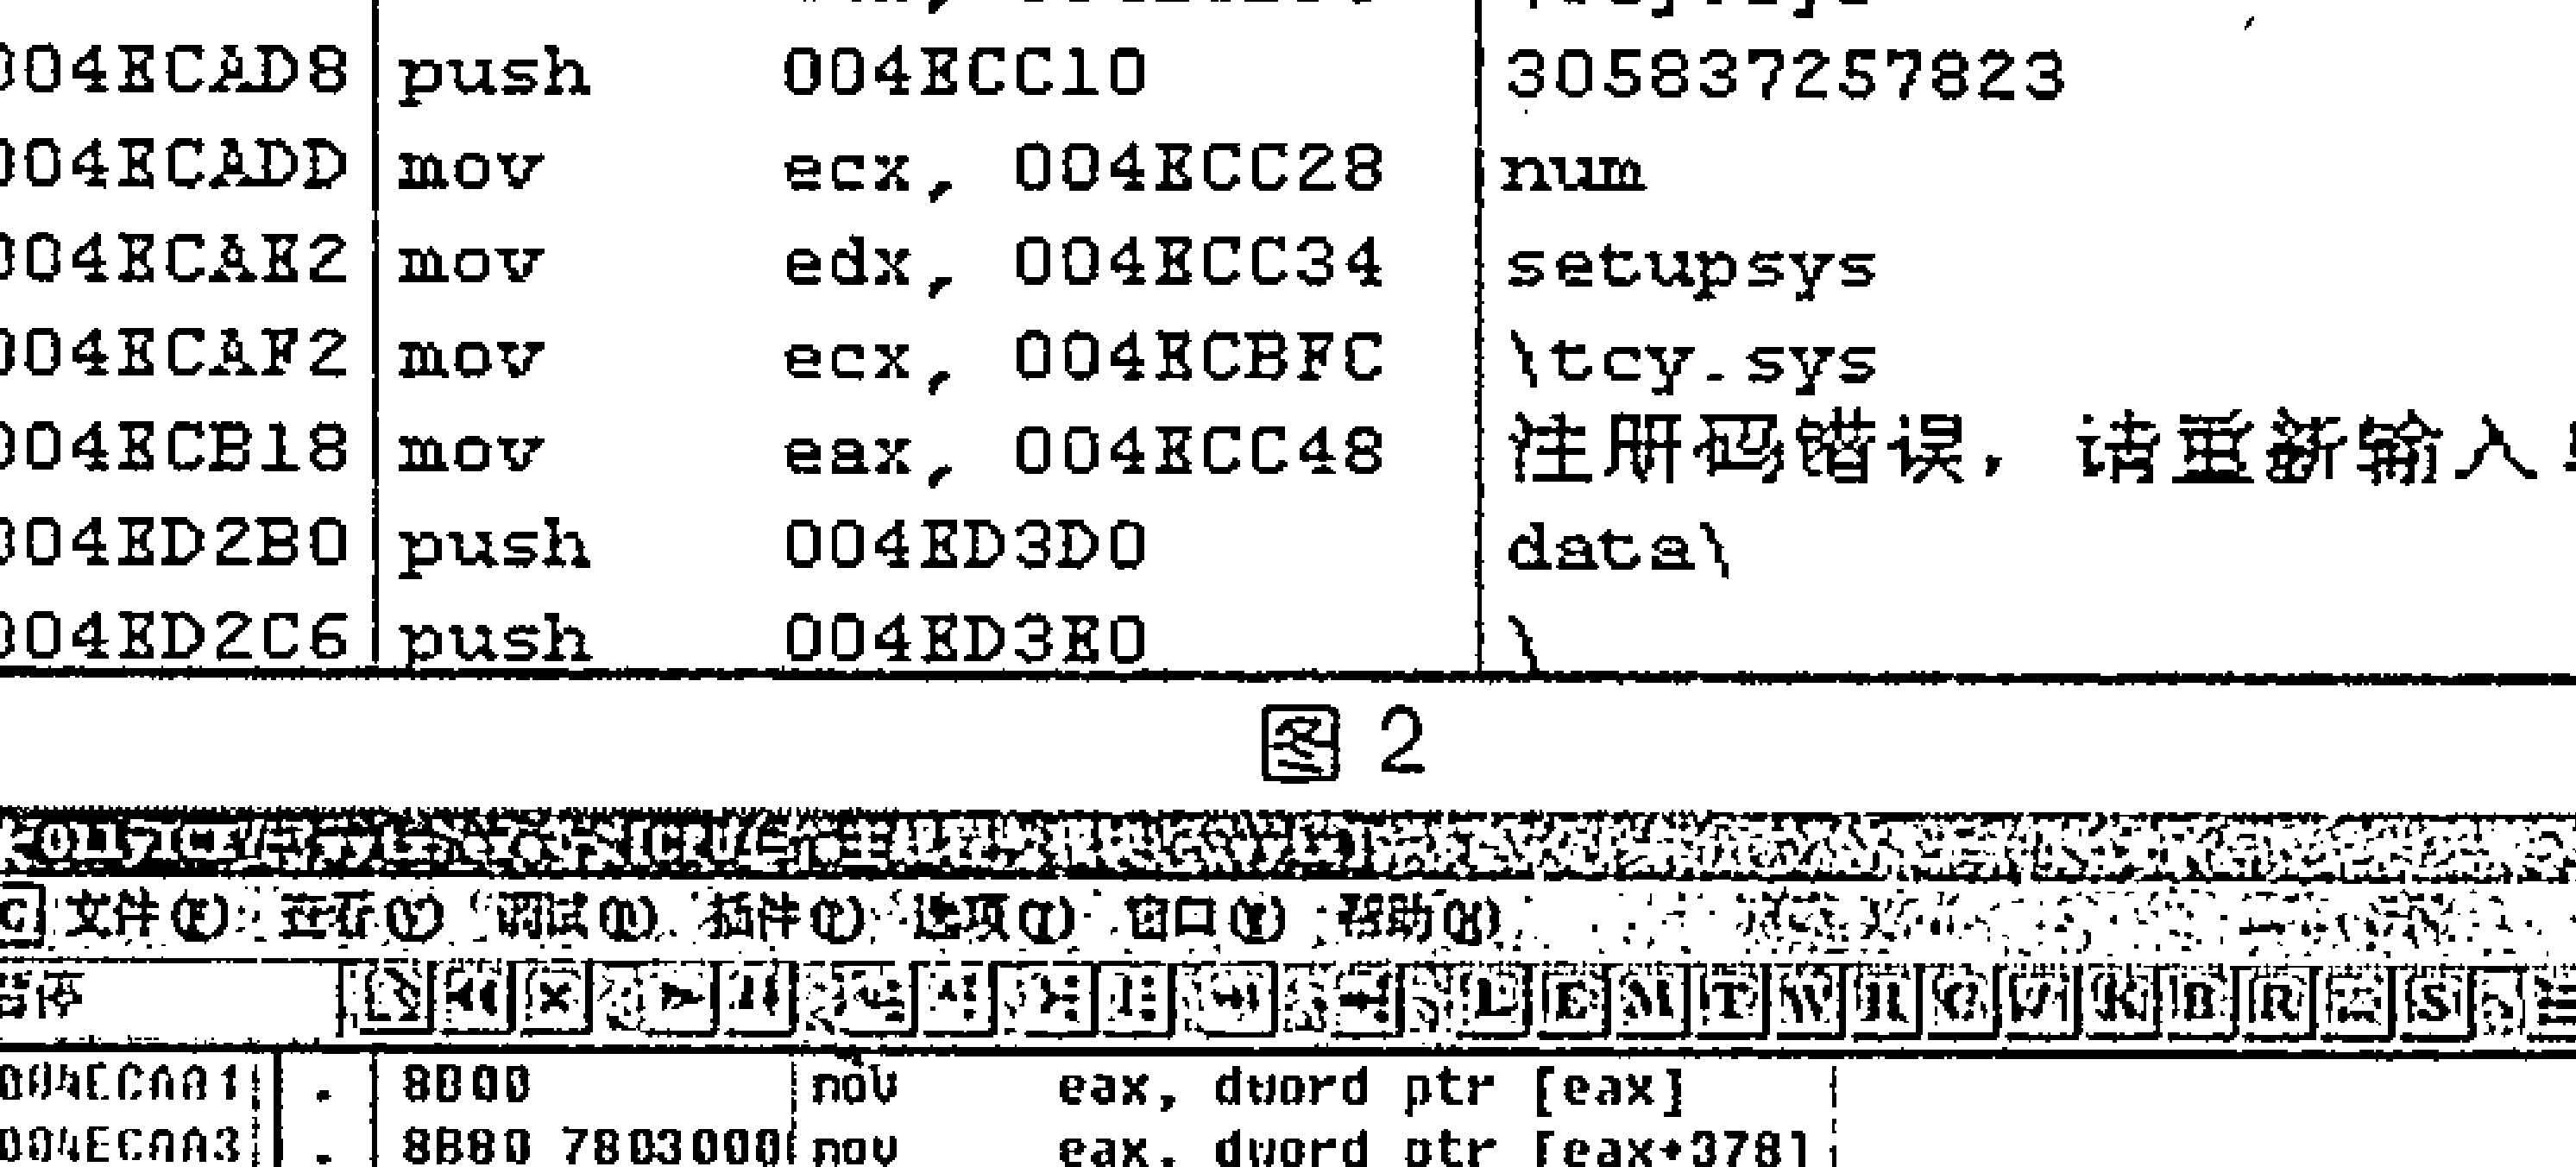 004ECAD8 push 004ECC10 305837257823
004ECADD mov ecx, 004ECC28 num
004ECAE2 mov edx, 004ECC34 setupsys
004ECAF2 mov ecx, 004ECBFC \tcy.sys
004ECB18 mov eax, 004ECC48 注册码错误,请重新输入
004ED2B0 push 004ED3D0 data\
004ED2C6 push 004ED3E0 \
图 2
C 文件(F) 查看(V) 调试(D) 插件(P) 选项(T) 窗口(W) 帮助(H)
暂停 L E M T W H C / K B R ... S
004ECAA1 . 8B00 mov eax, dword ptr [eax]
004ECAA3 . 8B80 7803000 mov eax, dword ptr [eax+378]